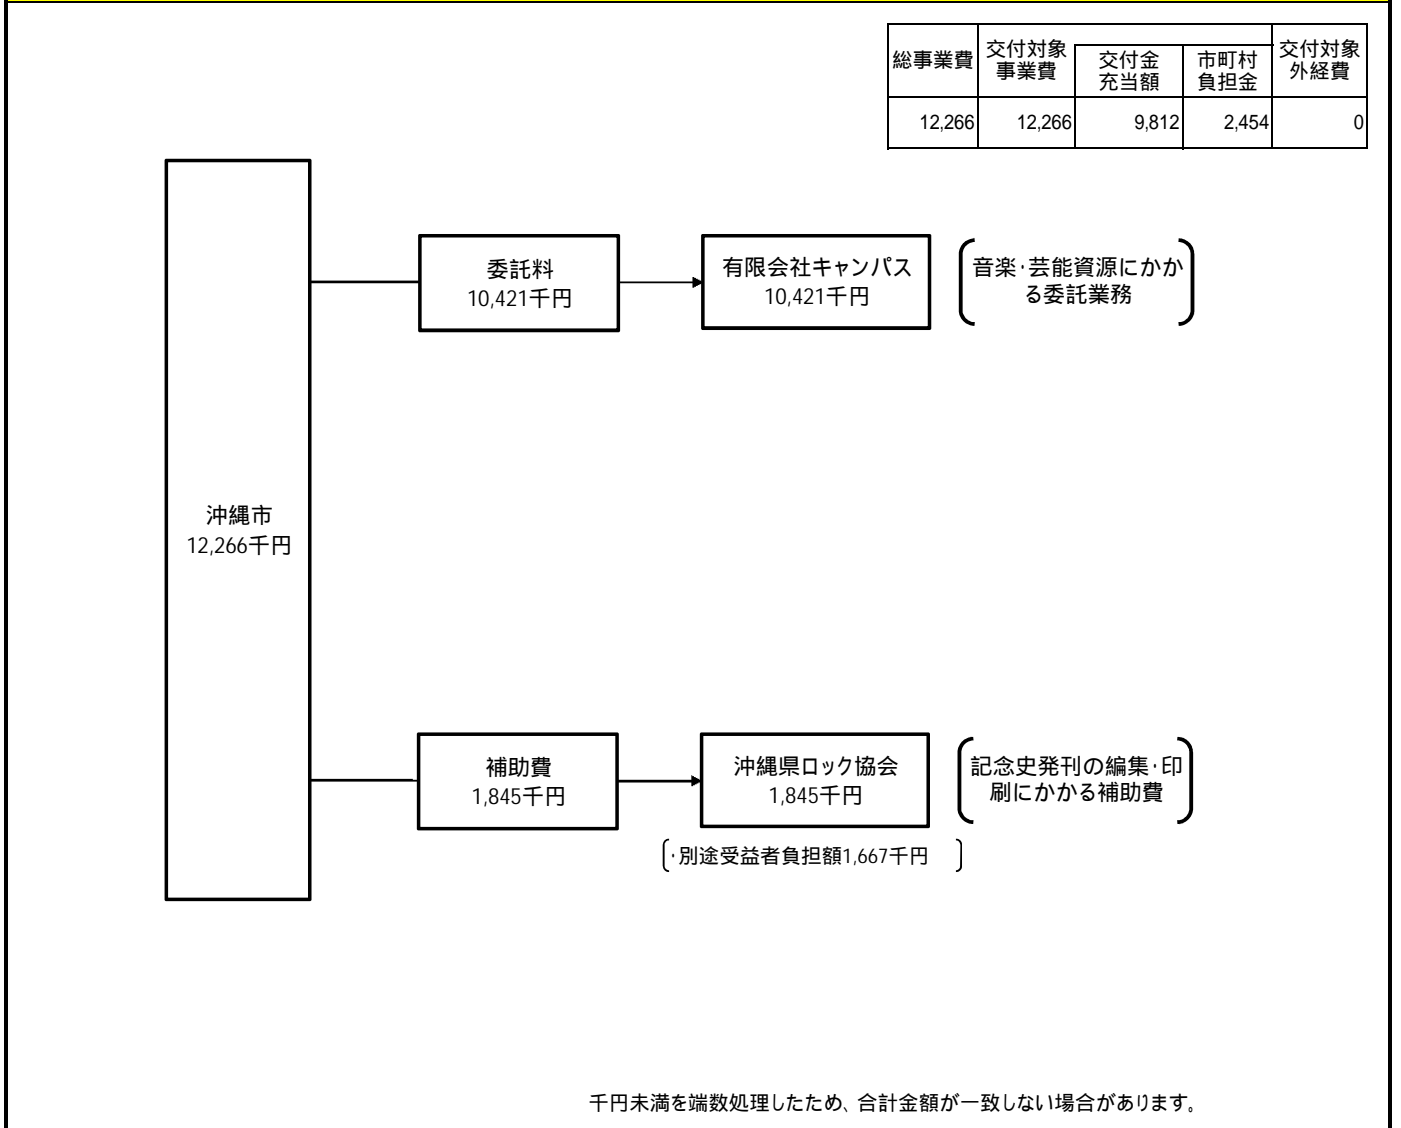 総事業費 交付対象事業費 交付金充当額 市町村負担金 交付対象外経費
12,266 12,266 9,812 2,454 0
委託料
10,421千円
有限会社キャンパス
10,421千円
音楽・芸能資源にかか
る委託業務
沖縄市
12,266千円
補助費
1,845千円
沖縄県ロック協会
1,845千円
記念史発刊の編集・印
刷にかかる補助費
・別途受益者負担額1,667千円
千円未満を端数処理したため、合計金額が一致しない場合があります。